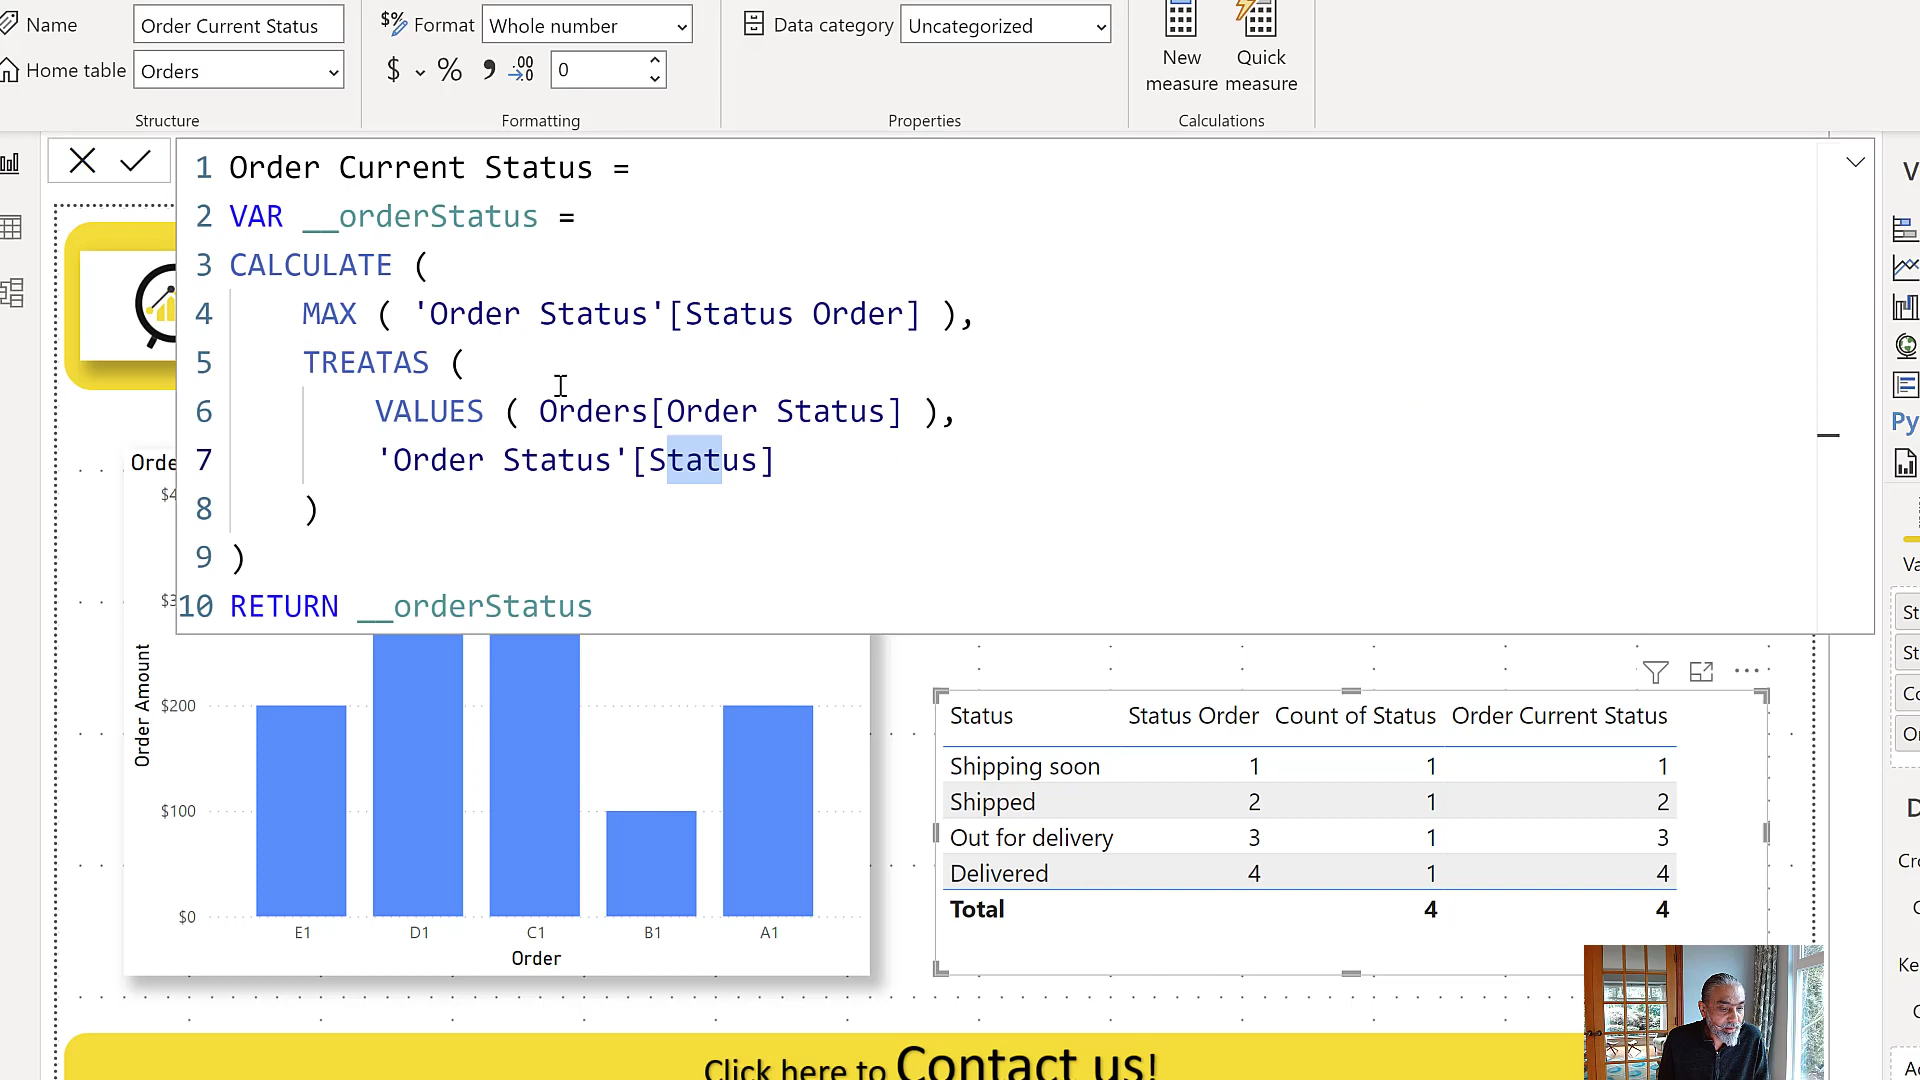 Name
Order Current Status
Format
Whole number
Data category
Uncategorized
Home table
Orders
$
%
0
New measure
Quick measure
Structure
Formatting
Properties
Calculations
1 Order Current Status =
2 VAR __orderStatus =
3 CALCULATE (
4 MAX ( 'Order Status'[Status Order] ),
5 TREATAS (
6 VALUES ( Orders[Order Status] ),
7 'Order Status'[Status]
8 )
9 )
10 RETURN __orderStatus
Order Amount
$200
$100
$0
E1 D1 C1 B1 A1
Order
Status Status Order Count of Status Order Current Status
Shipping soon 1 1 1
Shipped 2 1 2
Out for delivery 3 1 3
Delivered 4 1 4
Total 4 4
Click here to Contact us!
Py